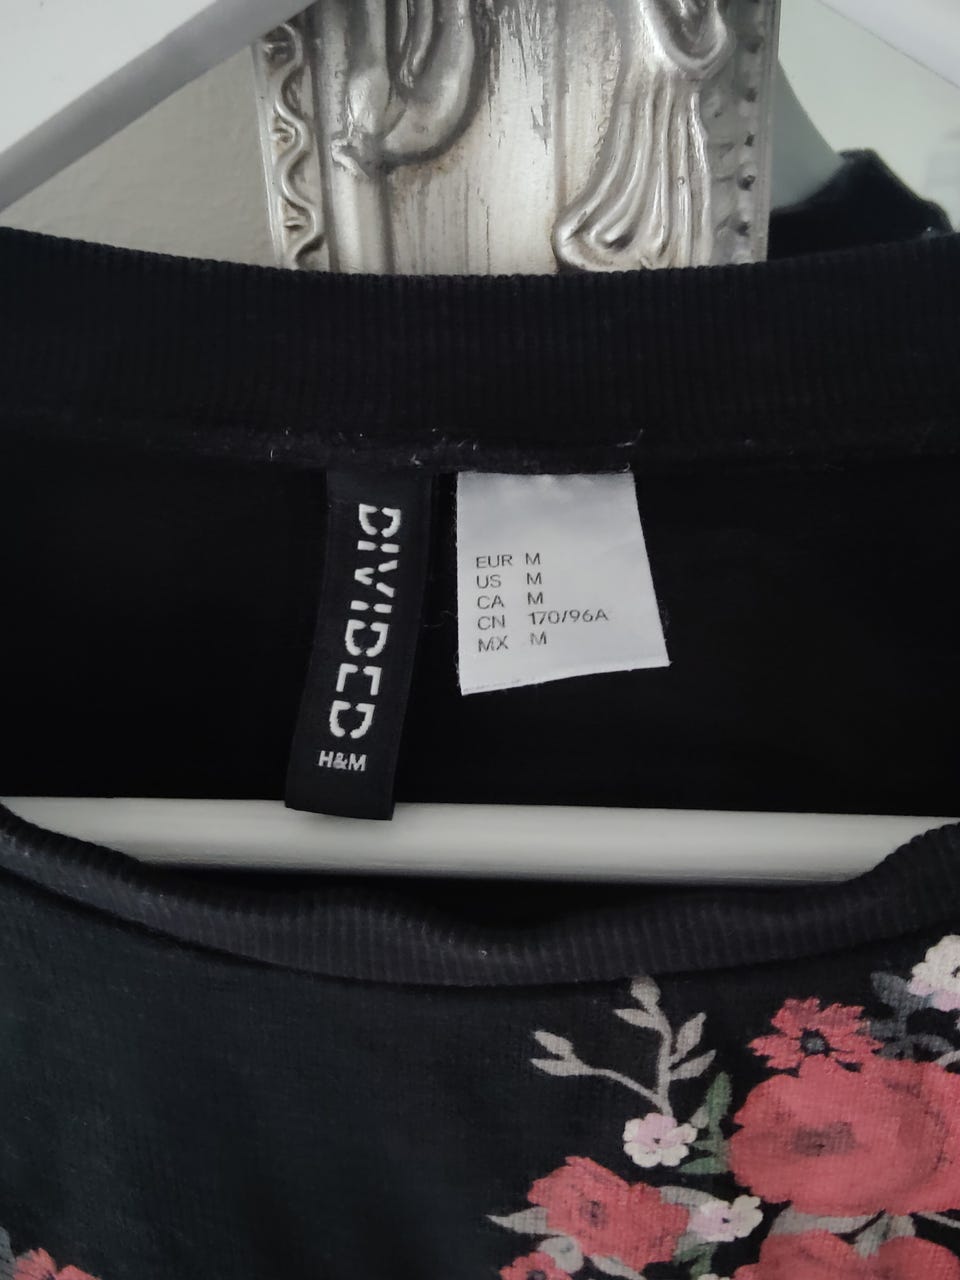 DIVIDED
H&M
EUR M
US M
CA M
CN 170/96A
MX M